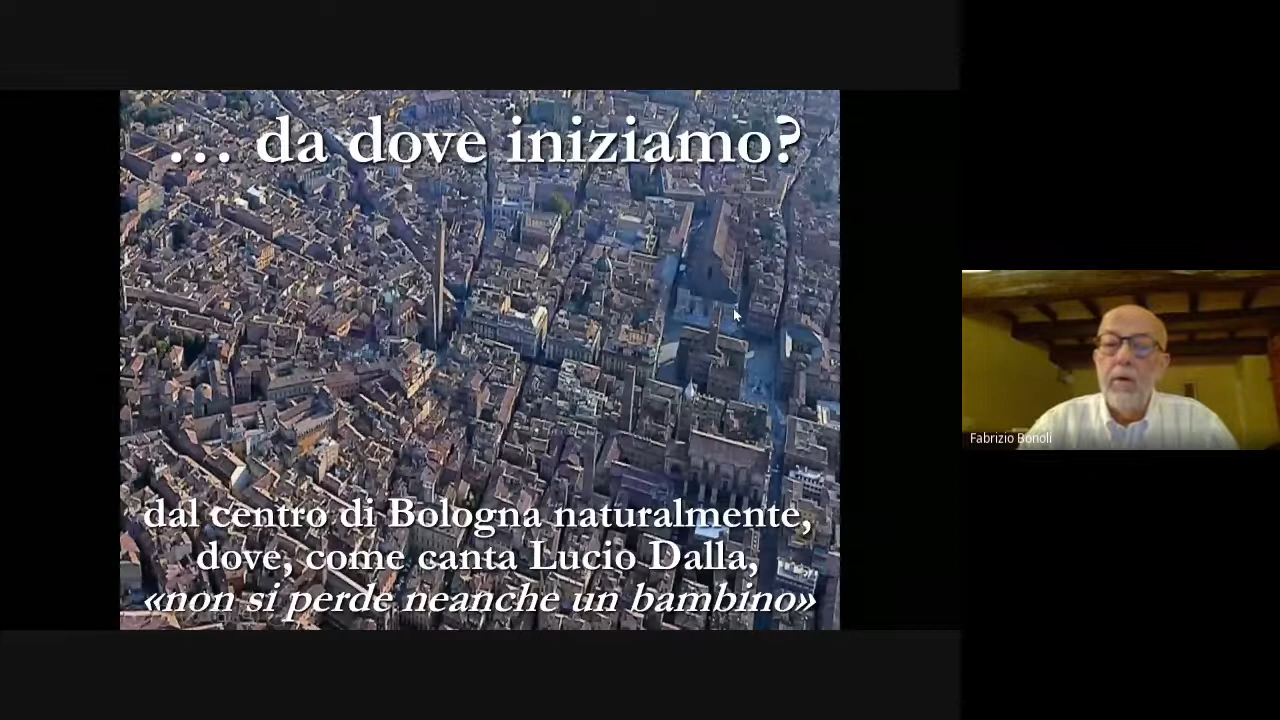 … da dove iniziamo?
dal centro di Bologna naturalmente,
dove, come canta Lucio Dalla,
«non si perde neanche un bambino»
Fabrizio Bonoli